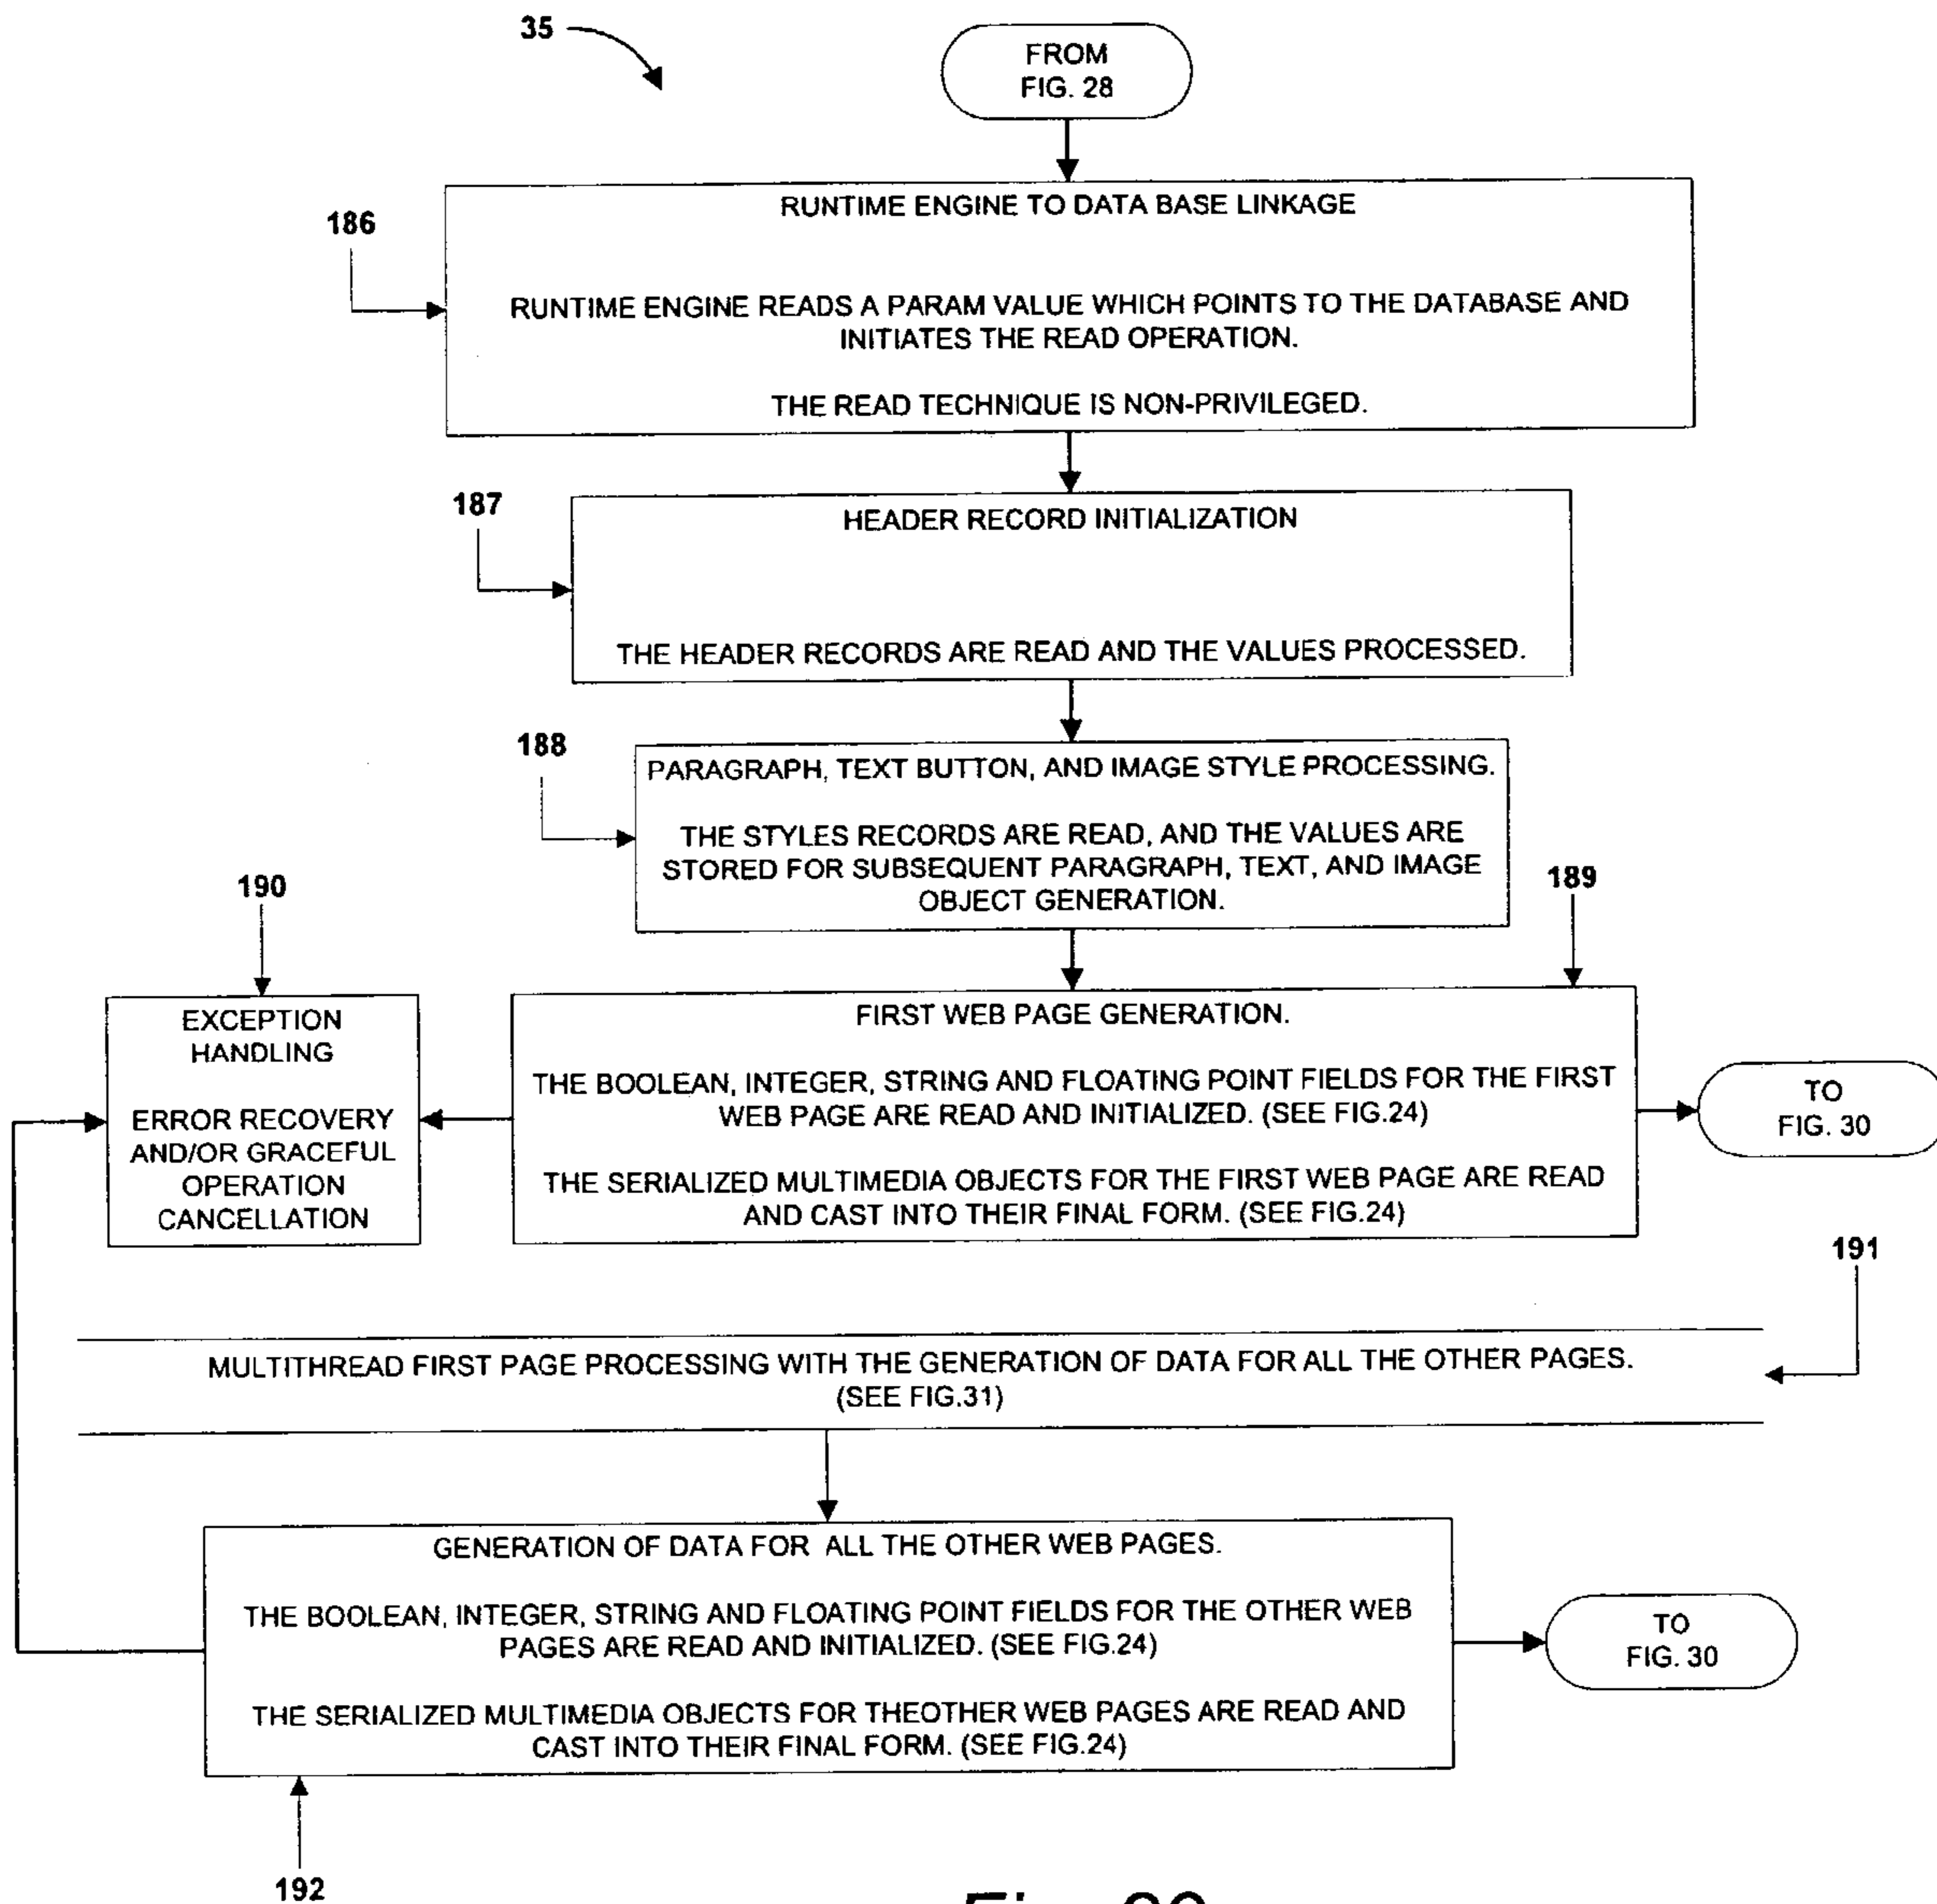 35
FROM
FIG. 28
186
RUNTIME ENGINE TO DATA BASE LINKAGE
RUNTIME ENGINE READS A PARAM VALUE WHICH POINTS TO THE DATABASE AND
INITIATES THE READ OPERATION.
THE READ TECHNIQUE IS NON-PRIVILEGED.
187
HEADER RECORD INITIALIZATION
THE HEADER RECORDS ARE READ AND THE VALUES PROCESSED.
188
PARAGRAPH, TEXT BUTTON, AND IMAGE STYLE PROCESSING.
THE STYLES RECORDS ARE READ, AND THE VALUES ARE
STORED FOR SUBSEQUENT PARAGRAPH, TEXT, AND IMAGE
OBJECT GENERATION.
189
190
EXCEPTION
HANDLING
ERROR RECOVERY
AND/OR GRACEFUL
OPERATION
CANCELLATION
FIRST WEB PAGE GENERATION.
THE BOOLEAN, INTEGER, STRING AND FLOATING POINT FIELDS FOR THE FIRST
WEB PAGE ARE READ AND INITIALIZED. (SEE FIG.24)
THE SERIALIZED MULTIMEDIA OBJECTS FOR THE FIRST WEB PAGE ARE READ
AND CAST INTO THEIR FINAL FORM. (SEE FIG.24)
TO
FIG. 30
191
MULTITHREAD FIRST PAGE PROCESSING WITH THE GENERATION OF DATA FOR ALL THE OTHER PAGES.
(SEE FIG.31)
GENERATION OF DATA FOR ALL THE OTHER WEB PAGES.
THE BOOLEAN, INTEGER, STRING AND FLOATING POINT FIELDS FOR THE OTHER WEB
PAGES ARE READ AND INITIALIZED. (SEE FIG.24)
THE SERIALIZED MULTIMEDIA OBJECTS FOR THEOTHER WEB PAGES ARE READ AND
CAST INTO THEIR FINAL FORM. (SEE FIG.24)
TO
FIG. 30
192